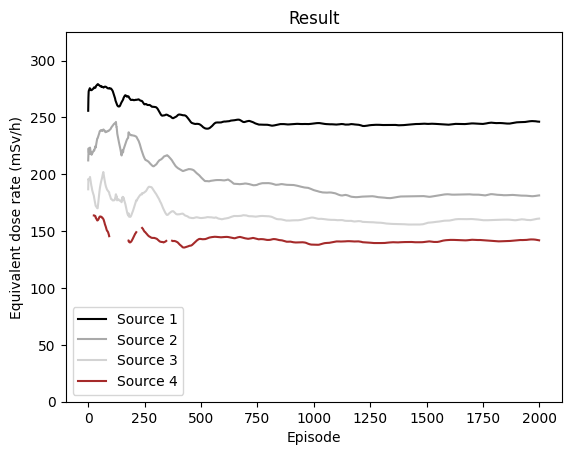 Result
Equivalent dose rate (mSv/h)
300
250
200
150
100
50
0
Source 1
Source 2
Source 3
Source 4
0 250 500 750 1000 1250 1500 1750 2000
Episode